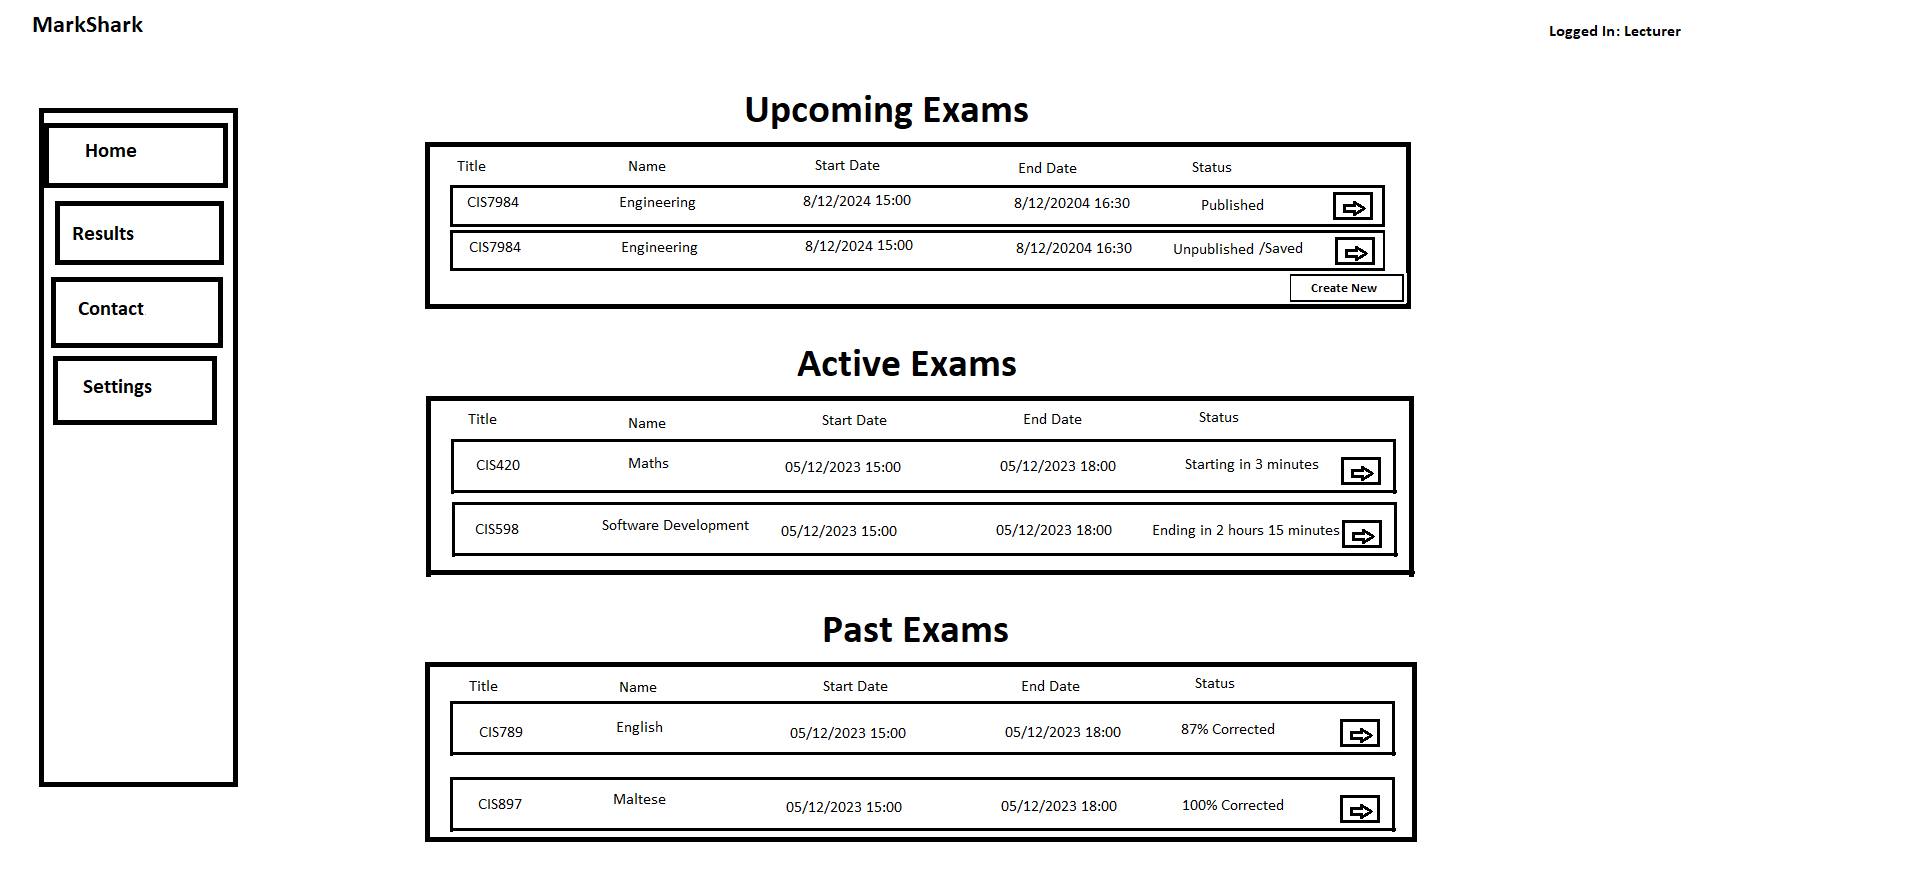 MarkShark
Logged In: Lecturer
Home
Results
Contact
Settings
Upcoming Exams
Title Name Start Date End Date Status
CIS7984 Engineering 8/12/2024 15:00 8/12/20204 16:30 Published
CIS7984 Engineering 8/12/2024 15:00 8/12/20204 16:30 Unpublished /Saved
Create New
Active Exams
Title Name Start Date End Date Status
CIS420 Maths 05/12/2023 15:00 05/12/2023 18:00 Starting in 3 minutes
CIS598 Software Development 05/12/2023 15:00 05/12/2023 18:00 Ending in 2 hours 15 minutes
Past Exams
Title Name Start Date End Date Status
CIS789 English 05/12/2023 15:00 05/12/2023 18:00 87% Corrected
CIS897 Maltese 05/12/2023 15:00 05/12/2023 18:00 100% Corrected